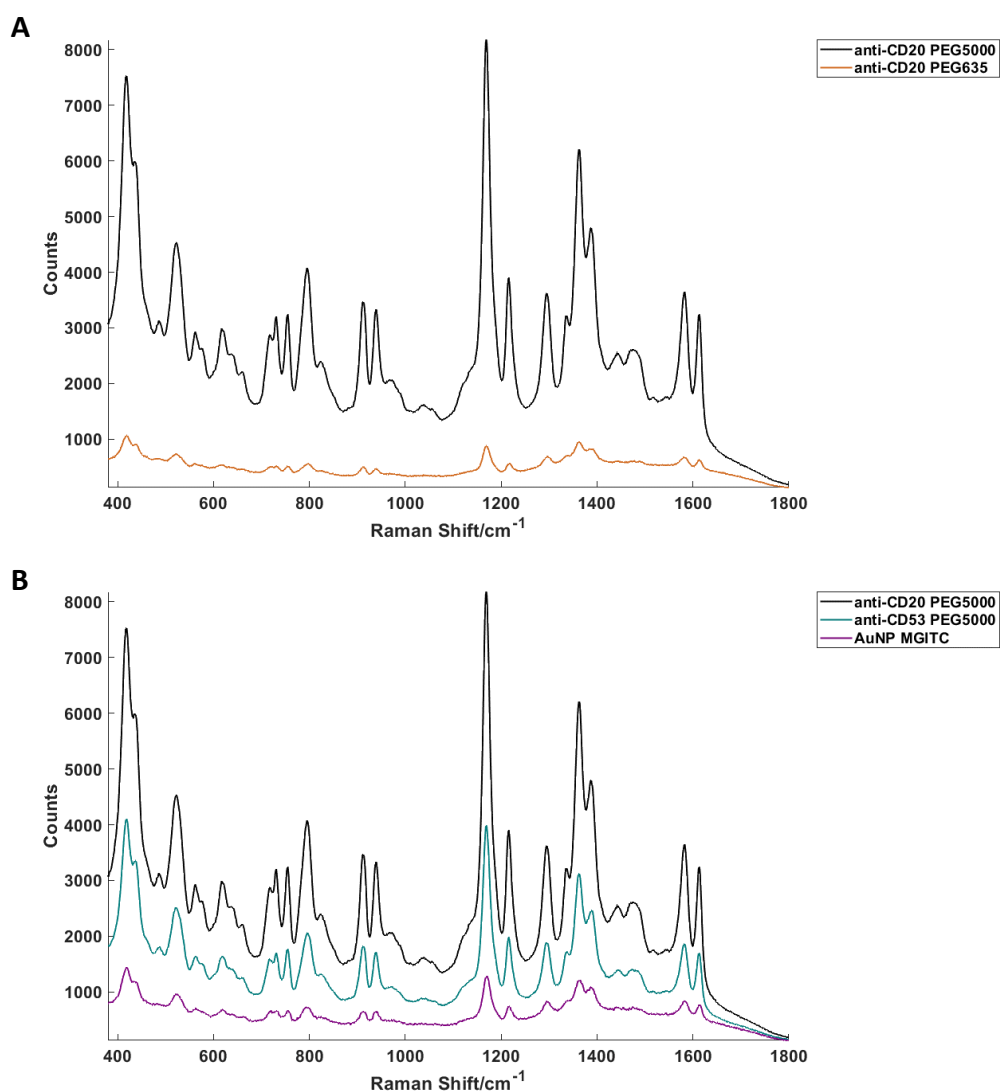 A
8000
7000
6000
5000
4000
3000
2000
1000
Counts
400 600 800 1000 1200 1400 1600 1800
Raman Shift/cm-1
anti-CD20 PEG5000
anti-CD20 PEG635
B
8000
7000
6000
5000
4000
3000
2000
1000
Counts
400 600 800 1000 1200 1400 1600 1800
Raman Shift/cm-1
anti-CD20 PEG5000
anti-CD53 PEG5000
AuNP MGITC